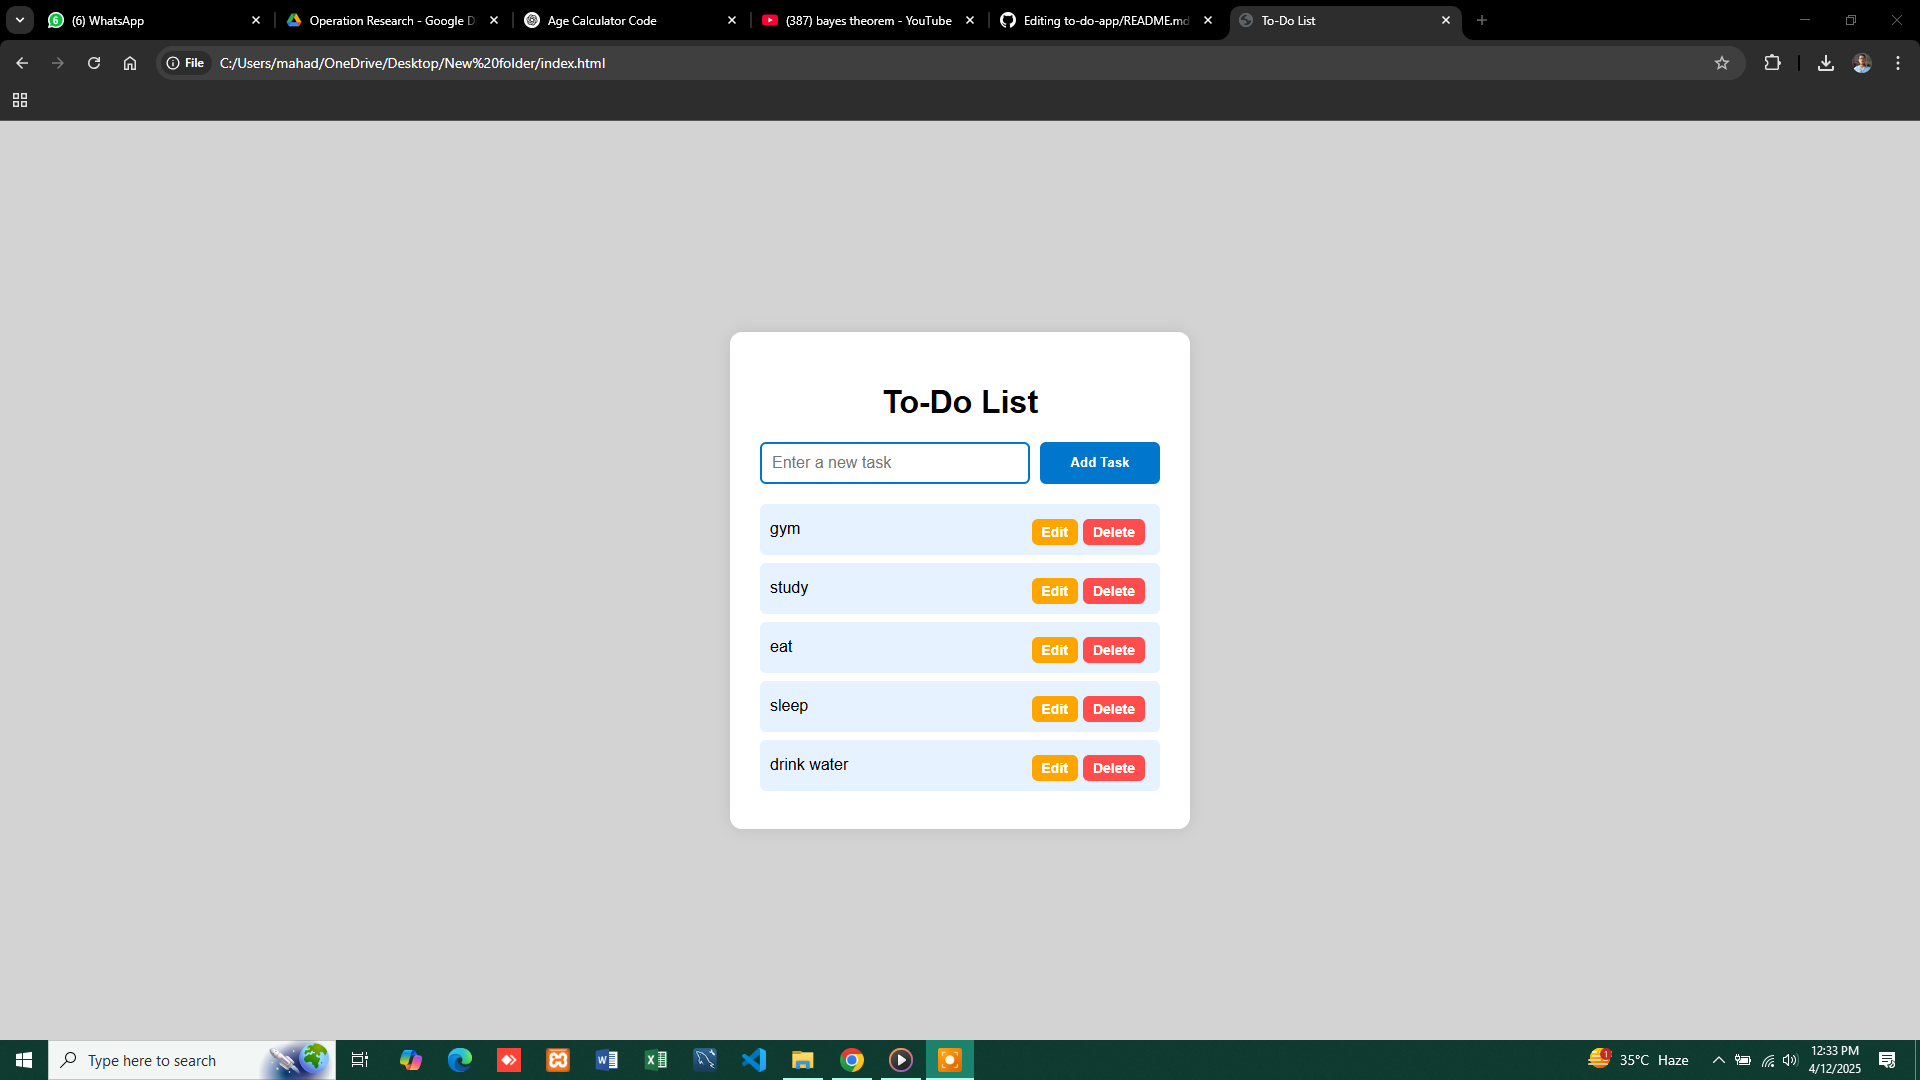 (6) WhatsApp
Operation Research - Google D
Age Calculator Code
(387) bayes theorem - YouTube
Editing to-do-app/README.md
To-Do List
File
C:/Users/mahad/OneDrive/Desktop/New%20folder/index.html
To-Do List
Enter a new task
Add Task
gym
Edit Delete
study
Edit Delete
eat
Edit Delete
sleep
Edit Delete
drink water
Edit Delete
Type here to search
35°C Haze
12:33 PM
4/12/2025